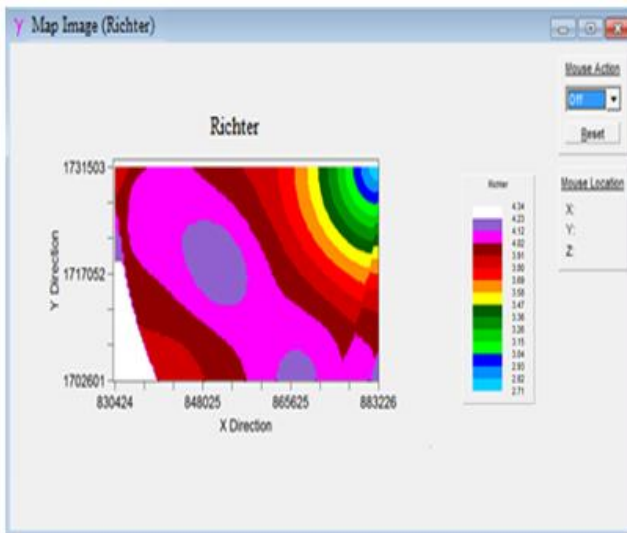 γ Map Image (Richter)
Mouse Action
Off
Reset
Mouse Location
X:
Y:
Z:
Richter
1731503
1717052
1702601
Y Direction
830424 848025 865625 883226
X Direction
Richter
4.34
4.23
4.12
4.02
3.91
3.80
3.69
3.58
3.47
3.36
3.26
3.15
3.04
2.93
2.82
2.71